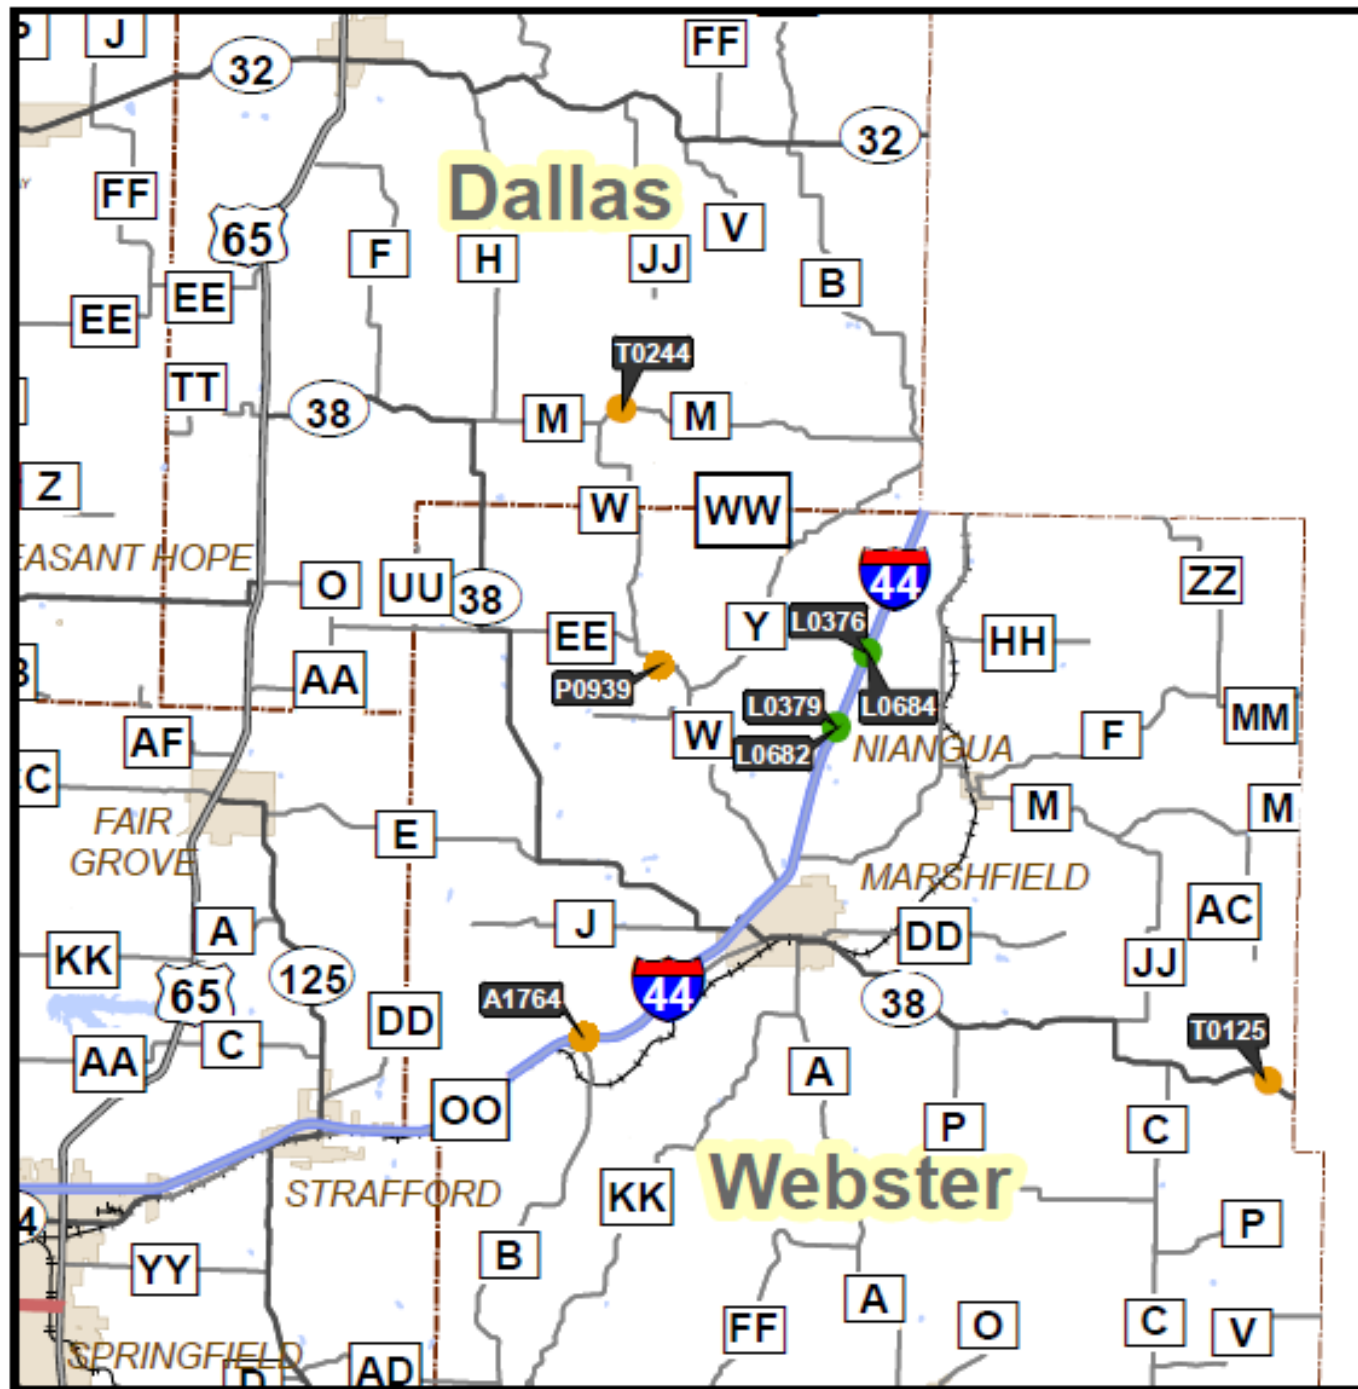 J
FF
32
32
FF
Dallas
V
65
F
H
JJ
B
EE
EE
T0244
TT
38
M
M
Z
W
WW
EASANT HOPE
O
UU
38
44
ZZ
EE
Y
L0376
HH
AA
P0939
L0379
L0684
AF
W
L0682
NIANGUA
F
MM
C
FAIR
GROVE
E
M
M
MARSHFIELD
A
J
DD
AC
KK
65
125
44
38
JJ
DD
A1764
T0125
AA
C
A
OO
P
C
STRAFFORD
KK
Webster
4
B
P
YY
A
FF
O
C
V
SPRINGFIELD
D
AD